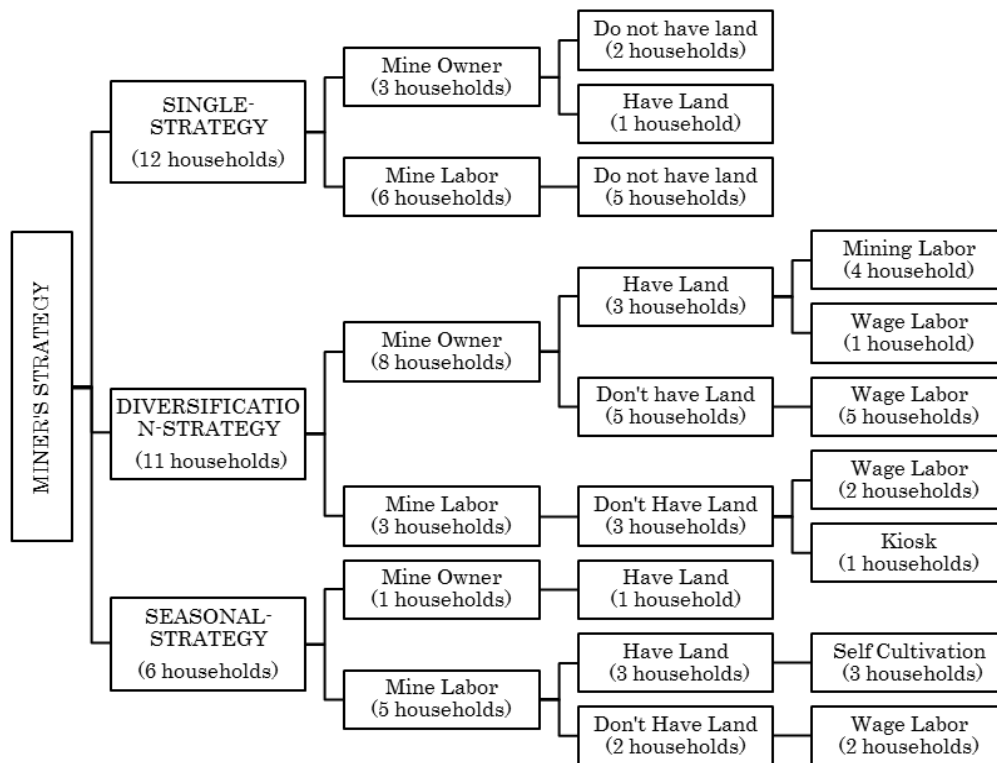 MINER'S STRATEGY
SINGLE-
STRATEGY
(12 households)
Mine Owner
(3 households)
Do not have land
(2 households)
Have Land
(1 household)
Mine Labor
(6 households)
Do not have land
(5 households)
DIVERSIFICATIO
N-STRATEGY
(11 households)
Mine Owner
(8 households)
Have Land
(3 households)
Mining Labor
(4 household)
Wage Labor
(1 household)
Don't have Land
(5 households)
Wage Labor
(5 households)
Mine Labor
(3 households)
Don't Have Land
(3 households)
Wage Labor
(2 households)
Kiosk
(1 households)
SEASONAL-
STRATEGY
(6 households)
Mine Owner
(1 households)
Have Land
(1 household)
Mine Labor
(5 households)
Have Land
(3 households)
Self Cultivation
(3 households)
Don't Have Land
(2 households)
Wage Labor
(2 households)